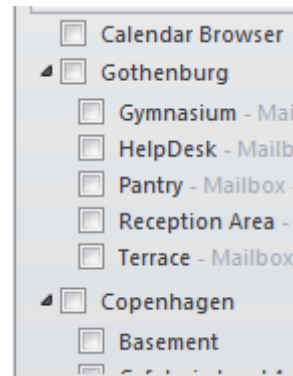 Calendar Browser
Gothenburg
Gymnasium - Mai
HelpDesk - Mailb
Pantry - Mailbox -
Reception Area -
Terrace - Mailbox
Copenhagen
Basement